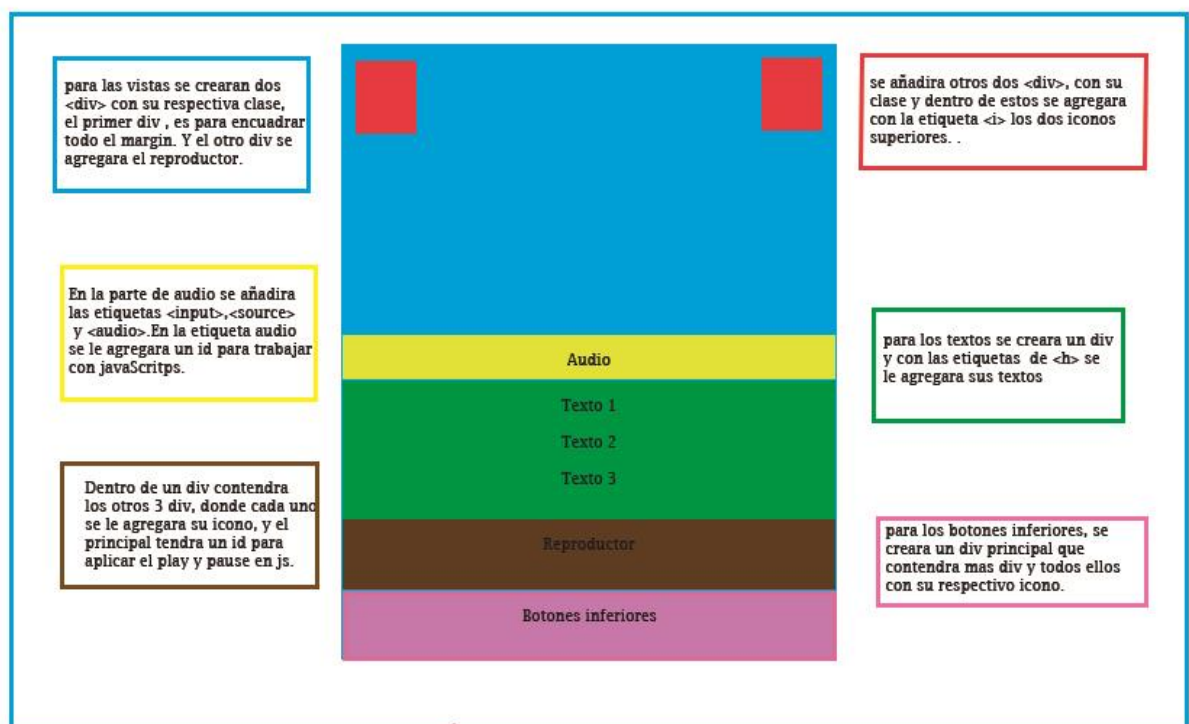 para las vistas se crearan dos
<div> con su respectiva clase,
el primer div , es para encuadrar
todo el margin. Y el otro div se
agregara el reproductor.
se añadira otros dos <div>, con su
clase y dentro de estos se agregara
con la etiqueta <i> los dos iconos
superiores. .
En la parte de audio se añadira
las etiquetas <input>,<source>
y <audio>.En la etiqueta audio
se le agregara un id para trabajar
con javaScritps.
Audio
Texto 1
Texto 2
Texto 3
para los textos se creara un div
y con las etiquetas de <h> se
le agregara sus textos
Dentro de un div contendra
los otros 3 div, donde cada uno
se le agregara su icono, y el
principal tendra un id para
aplicar el play y pause en js.
Reproductor
Botones inferiores
para los botones inferiores, se
creara un div principal que
contendra mas div y todos ellos
con su respectivo icono.